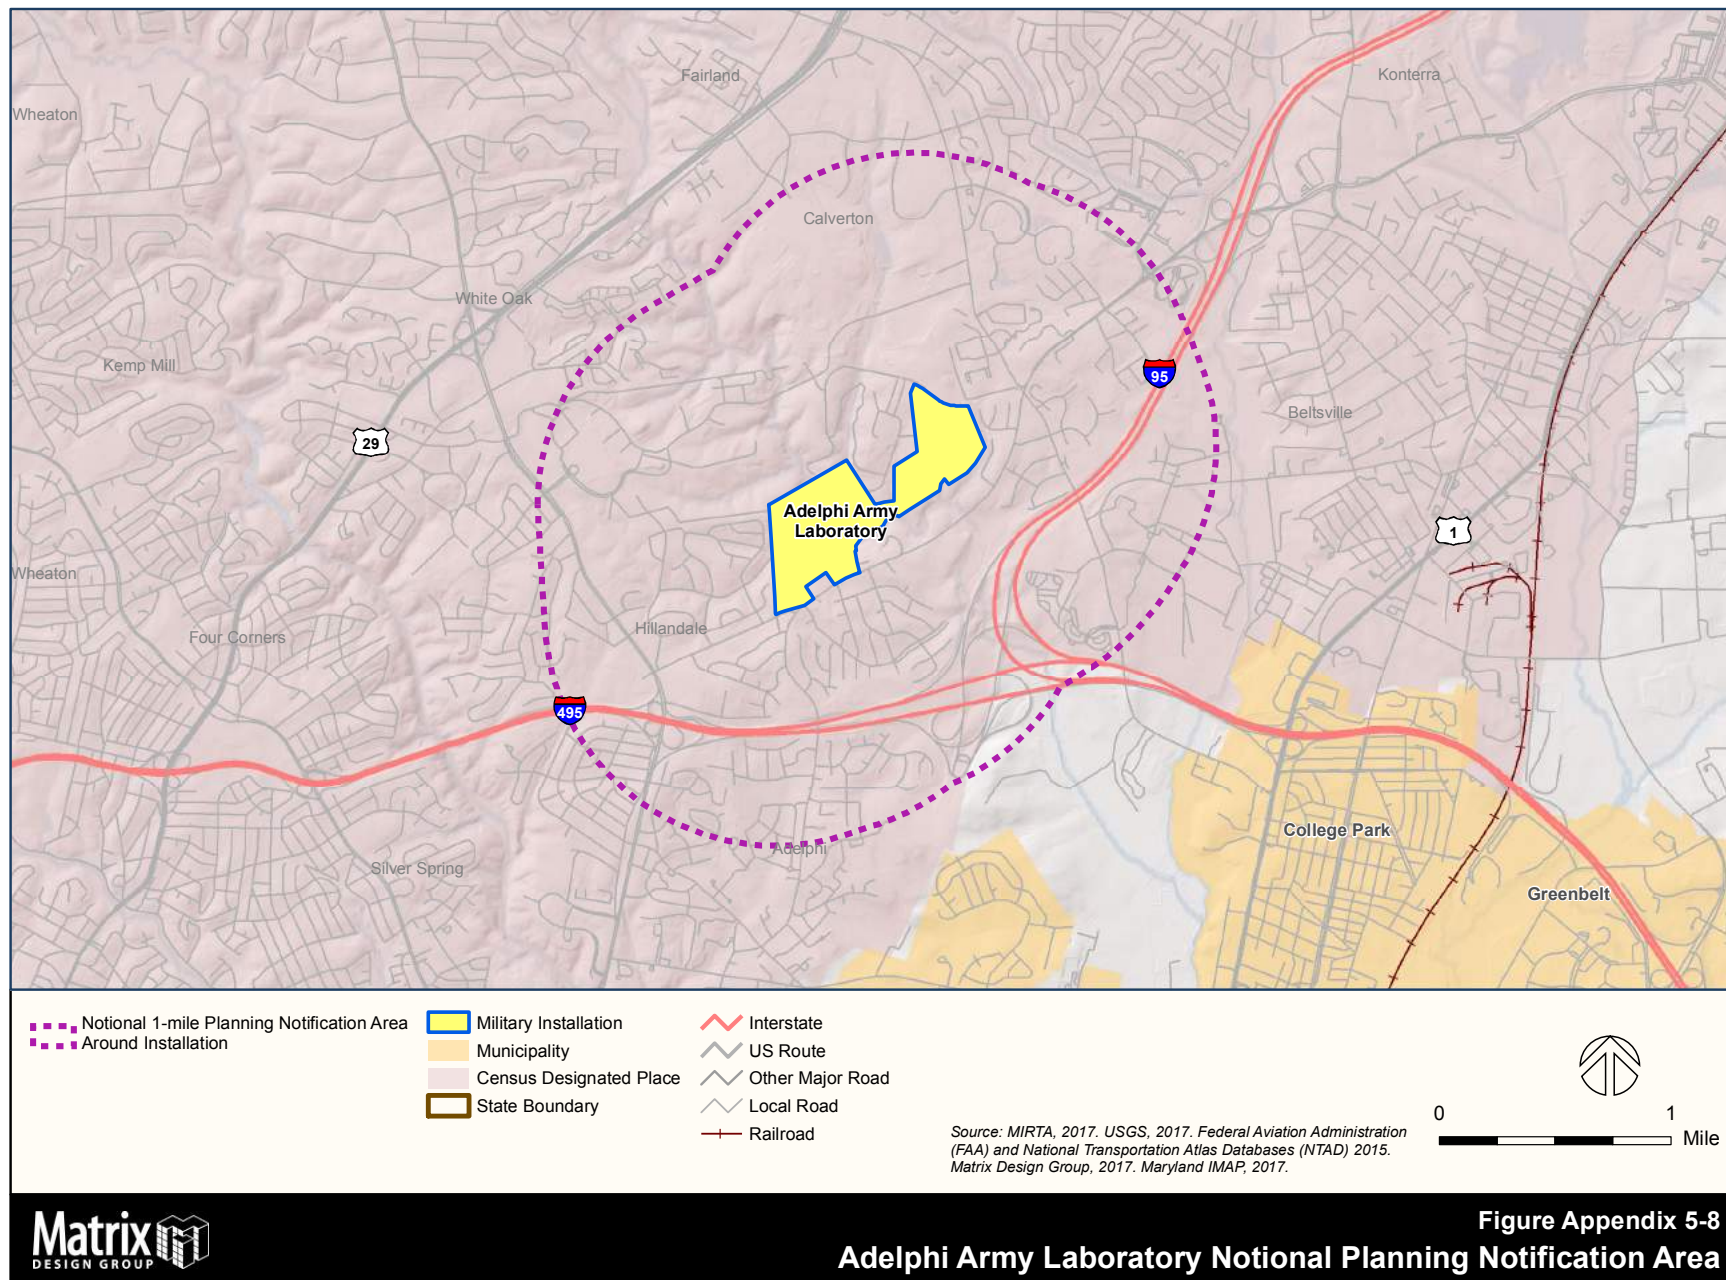 Fairland
Konterra
Wheaton
Calverton
White Oak
Kemp Mill
95
Beltsville
29
Adelphi Army
Laboratory
1
Wheaton
Hillandale
Four Corners
495
College Park
Adelphi
Silver Spring
Greenbelt
Notional 1-mile Planning Notification Area
Around Installation
Military Installation
Municipality
Census Designated Place
State Boundary
Interstate
US Route
Other Major Road
Local Road
Railroad
Source: MIRTA, 2017. USGS, 2017. Federal Aviation Administration
(FAA) and National Transportation Atlas Databases (NTAD) 2015.
Matrix Design Group, 2017. Maryland IMAP, 2017.
0 1
Mile
Matrix
DESIGN GROUP
Figure Appendix 5-8
Adelphi Army Laboratory Notional Planning Notification Area